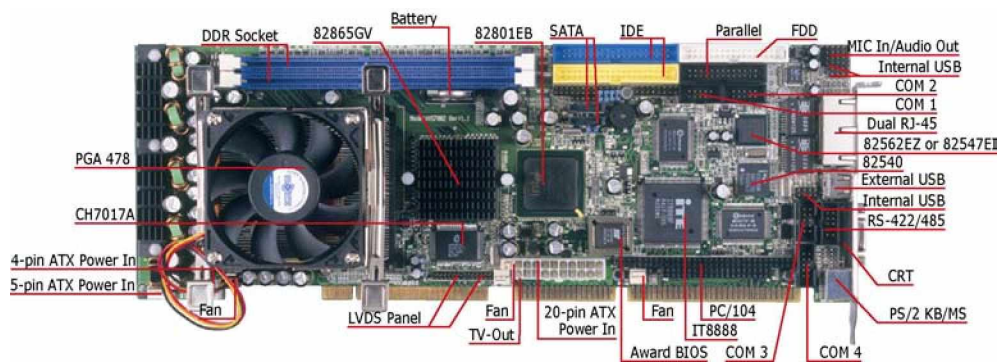 Battery
DDR Socket
82865GV
82801EB
SATA
IDE
Parallel
FDD
MIC In/Audio Out
Internal USB
COM 2
COM 1
Dual RJ-45
82562EZ or 82547EI
82540
External USB
Internal USB
RS-422/485
CRT
PS/2 KB/MS
PGA 478
CH7017A
4-pin ATX Power In
5-pin ATX Power In
Fan
LVDS Panel
Fan
TV-Out
20-pin ATX
Power In
Award BIOS
Fan
PC/104
IT8888
COM 3
COM 4
iTE